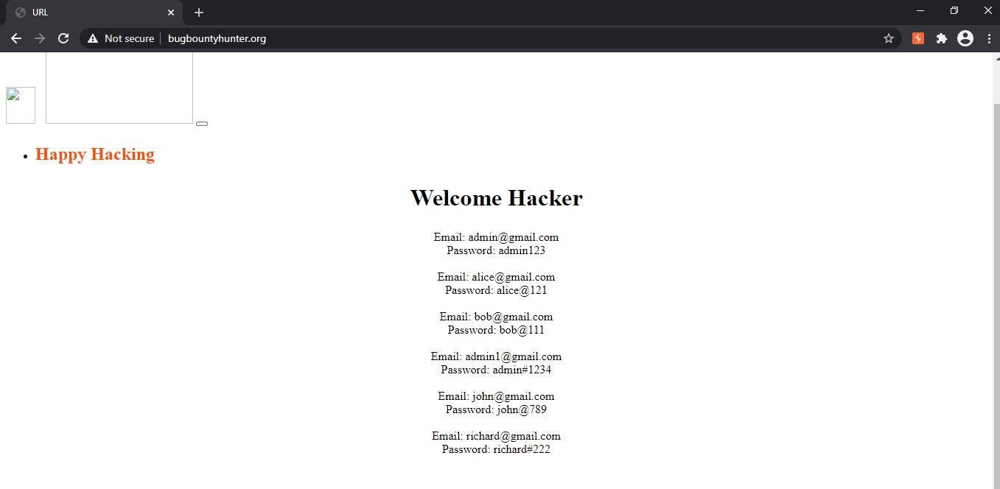 URL
Not secure
bugbountyhunter.org
Happy Hacking
Welcome Hacker
Email: admin@gmail.com
Password: admin123
Email: alice@gmail.com
Password: alice@121
Email: bob@gmail.com
Password: bob@111
Email: admin1@gmail.com
Password: admin#1234
Email: john@gmail.com
Password: john@789
Email: richard@gmail.com
Password: richard#222